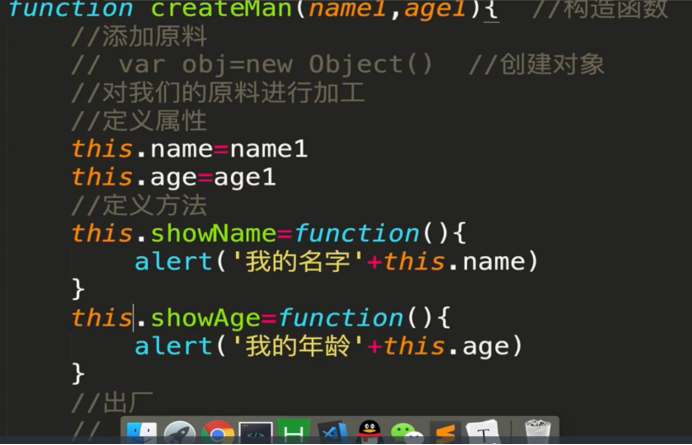 function createMan(name1,age1){  //构造函数
//添加原料
// var obj=new Object()  //创建对象
//对我们的原料进行加工
//定义属性
this.name=name1
this.age=age1
//定义方法
this.showName=function(){
alert('我的名字'+this.name)
}
this.showAge=function(){
alert('我的年龄'+this.age)
}
//出厂
//